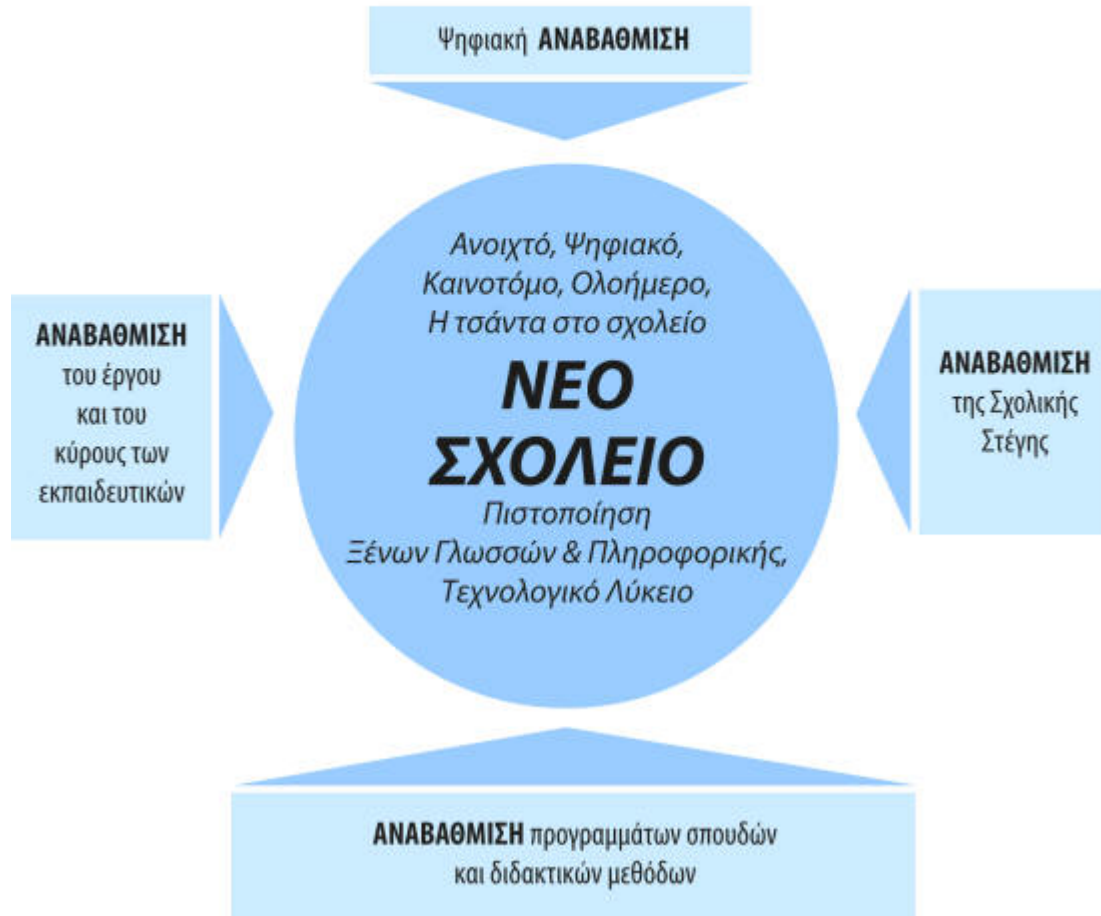 Ψηφιακή ΑΝΑΒΑΘΜΙΣΗ
Ανοιχτό, Ψηφιακό,
Καινοτόμο, Ολοήμερο,
Η τσάντα στο σχολείο
ΝΕΟ
ΣΧΟΛΕΙΟ
Πιστοποίηση
Ξένων Γλωσσών & Πληροφορικής,
Τεχνολογικό Λύκειο
ΑΝΑΒΑΘΜΙΣΗ
του έργου
και του
κύρους των
εκπαιδευτικών
ΑΝΑΒΑΘΜΙΣΗ
της Σχολικής
Στέγης
ΑΝΑΒΑΘΜΙΣΗ προγραμμάτων σπουδών
και διδακτικών μεθόδων